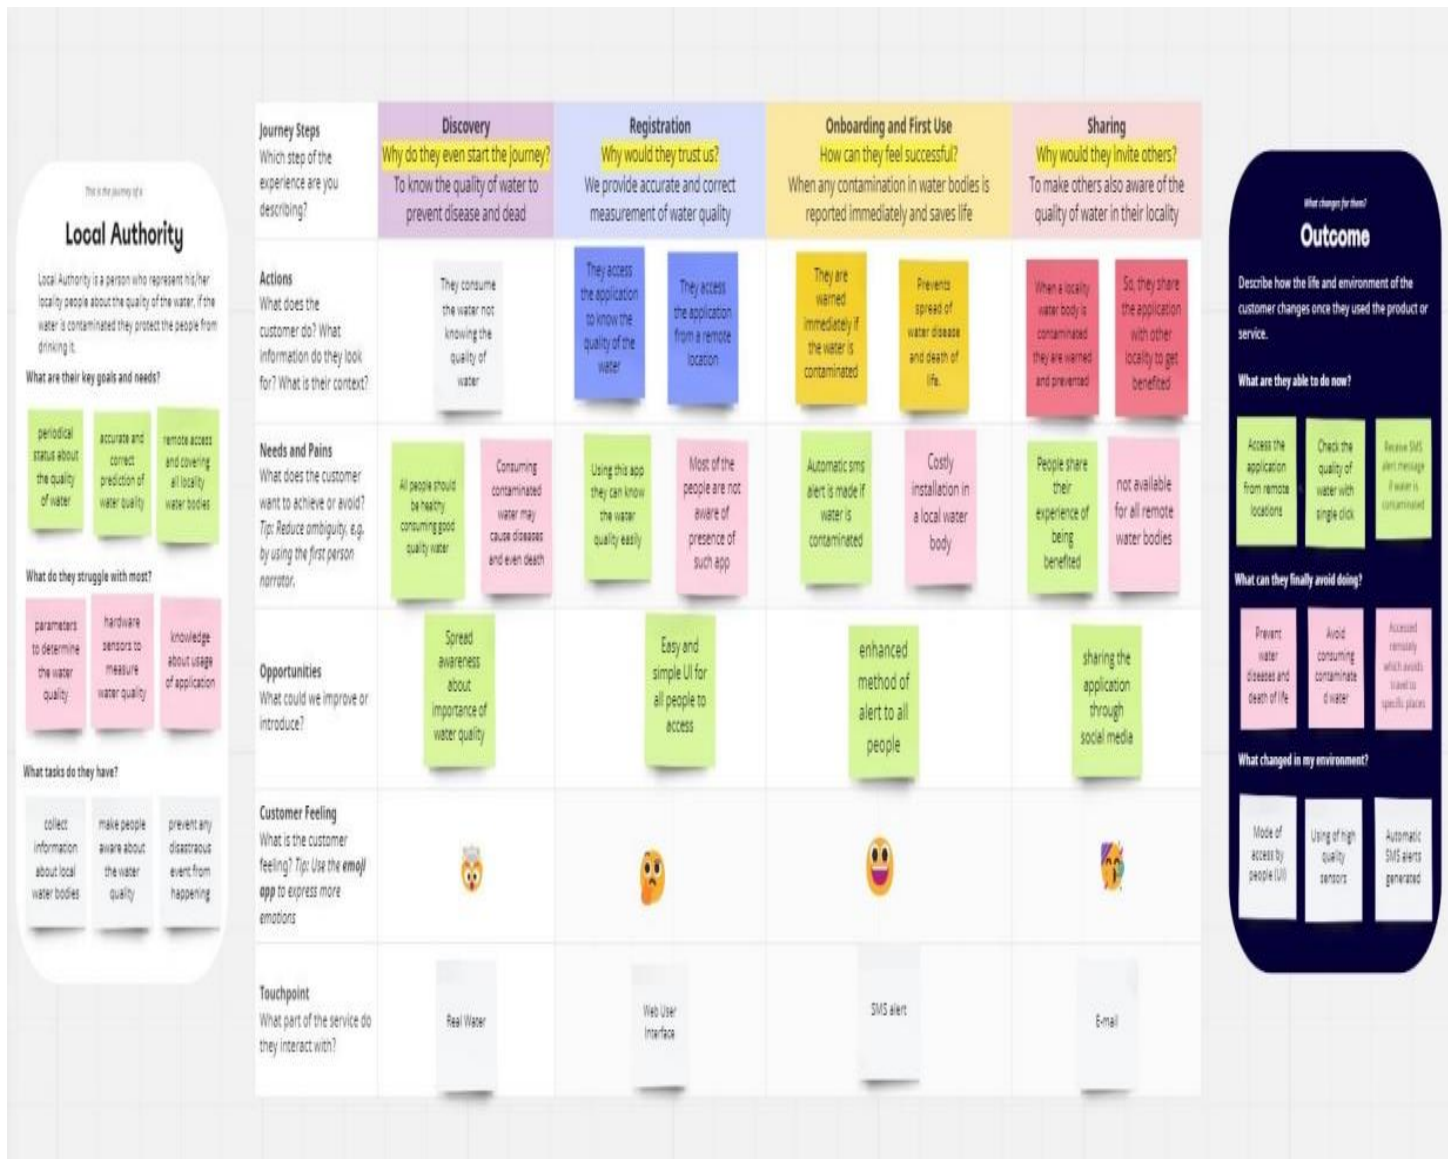 This is the journey of a
Local Authority
Local Authority is a person who represent his/her
locality people about the quality of the water, if the
water is contaminated they protect the people from
drinking it.
What are their key goals and needs?
periodical
status about
the quality
of water
accurate and
correct
prediction of
water quality
remote access
and covering
all locality
water bodies
What do they struggle with most?
parameters
to determine
the water
quality
hardware
sensors to
measure
water quality
knowledge
about usage
of application
What tasks do they have?
collect
information
about local
water bodies
make people
aware about
the water
quality
prevent any
disastraous
event from
happening
Journey Steps
Which step of the
experience are you
describing?
Discovery
Why do they even start the journey?
To know the quality of water to
prevent disease and dead
Registration
Why would they trust us?
We provide accurate and correct
measurement of water quality
Onboarding and First Use
How can they feel successful?
When any contamination in water bodies is
reported immediately and saves life
Sharing
Why would they invite others?
To make others also aware of the
quality of water in their locality
Actions
What does the
customer do? What
information do they look
for? What is their context?
They consume
the water not
knowing the
quality of
water
They access
the application
to know the
quality of the
water
They access
the application
from a remote
location
They are
warned
immediately if
the water is
contaminated
Prevents
spread of
water disease
and death of
life.
When a locality
water body is
contaminated
they are warned
and prevented
So, they share
the application
with other
locality to get
benefited
Needs and Pains
What does the customer
want to achieve or avoid?
Tip: Reduce ambiguity, e.g.
by using the first person
narrator.
All people should
be healthy
consuming good
quality water
Consuming
contaminated
water may
cause diseases
and even death
Using this app
they can know
the water
quality easily
Most of the
people are not
aware of
presence of
such app
Automatic sms
alert is made if
water is
contaminated
Costly
installation in
a local water
body
People share
their
experience of
being
benefited
not available
for all remote
water bodies
Opportunities
What could we improve or
introduce?
Spread
awareness
about
importance of
water quality
Easy and
simple UI for
all people to
access
enhanced
method of
alert to all
people
sharing the
application
through
social media
Customer Feeling
What is the customer
feeling? Tip: Use the emoji
app to express more
emotions
Touchpoint
What part of the service do
they interact with?
Real Water
Web User
Interface
SMS alert
E-mail
What changes for them?
Outcome
Describe how the life and environment of the
customer changes once they used the product or
service.
What are they able to do now?
Access the
application
from remote
locations
Check the
quality of
water with
single click
Receive SMS
alert message
if water is
contaminated
What can they finally avoid doing?
Prevent
water
diseases and
death of life
Avoid
consuming
contaminate
d water
Accessed
remotely
which avoids
travel to
specific places
What changed in my environment?
Mode of
access by
people (UI)
Using of high
quality
sensors
Automatic
SMS alerts
generated